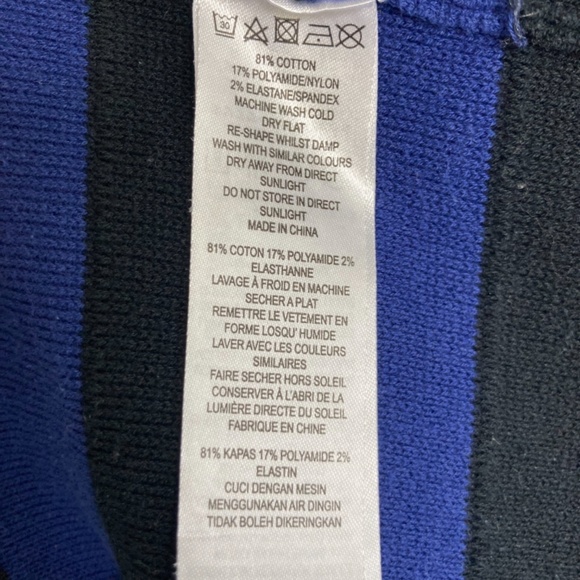 30
81% COTTON
17% POLYAMIDE/NYLON
2% ELASTANE/SPANDEX
MACHINE WASH COLD
DRY FLAT
RE-SHAPE WHILST DAMP
WASH WITH SIMILAR COLOURS
DRY AWAY FROM DIRECT
SUNLIGHT
DO NOT STORE IN DIRECT
SUNLIGHT
MADE IN CHINA
81% COTON 17% POLYAMIDE 2%
ELASTHANNE
LAVAGE À FROID EN MACHINE
SECHER A PLAT
REMETTRE LE VETEMENT EN
FORME LOSQU' HUMIDE
LAVER AVEC LES COULEURS
SIMILAIRES
FAIRE SECHER HORS SOLEIL
CONSERVER À L'ABRI DE LA
LUMIÈRE DIRECTE DU SOLEIL
FABRIQUE EN CHINE
81% KAPAS 17% POLYAMIDE 2%
ELASTIN
CUCI DENGAN MESIN
MENGGUNAKAN AIR DINGIN
TIDAK BOLEH DIKERINGKAN